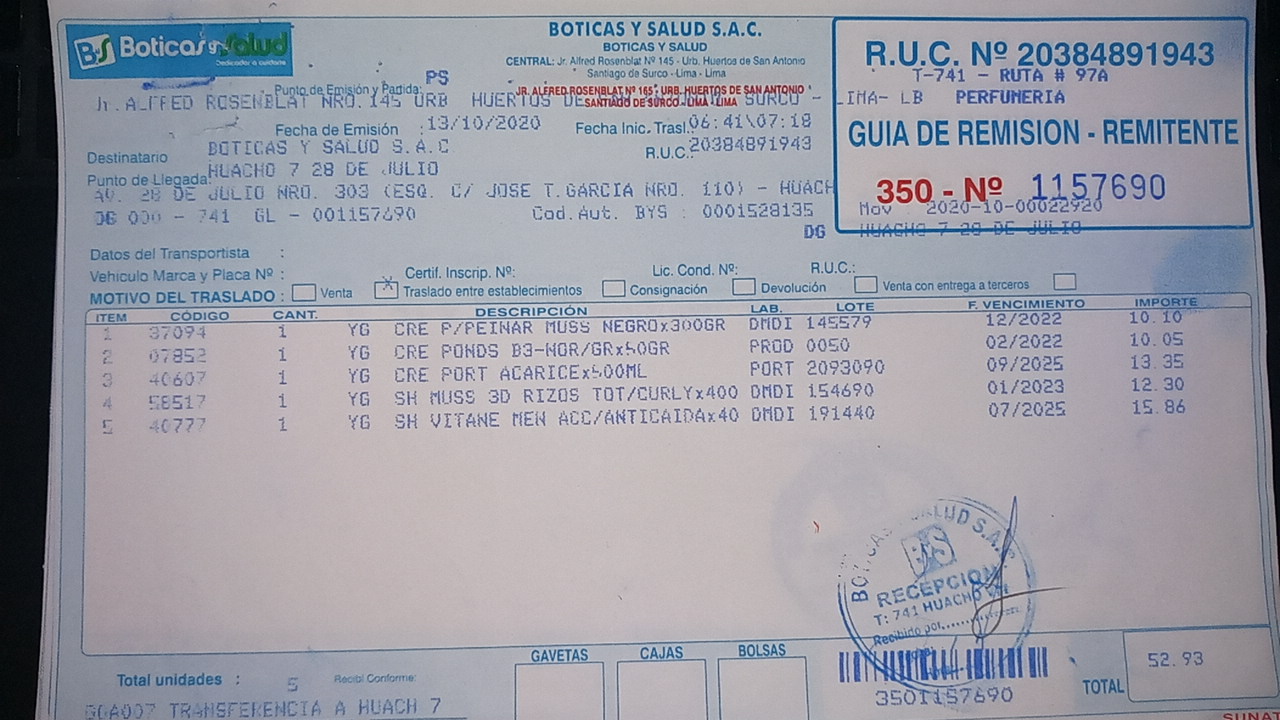 BS Boticas y Salud
Dedicados a cuidarte
BOTICAS Y SALUD S.A.C.
BOTICAS Y SALUD
CENTRAL: Jr. Alfred Rosenblat Nº 145 - Urb. Huertos de San Antonio
Santiago de Surco - Lima - Lima
R.U.C. Nº 20384891943
T-741 - RUTA # 97A
PS
Punto de Emisión y Partida:
JR. ALFRED ROSENBLAT Nº 165 - URB. HUERTOS DE SAN ANTONIO
SANTIAGO DE SURCO - LIMA - LIMA
Jr. ALFRED ROSENBLAT NRO. 145 URB HUERTOS DE SURCO - LIMA- LB PERFUMERIA
Fecha de Emisión : 13/10/2020 Fecha Inic. Trasl. 06:41\07:18
GUIA DE REMISION - REMITENTE
Destinatario BOTICAS Y SALUD S.A.C R.U.C.: 20384891943
Punto de Llegada: HUACHO 7 28 DE JULIO
AV. 28 DE JULIO NRO. 303 (ESQ. C/ JOSE T.GARCIA NRO. 110) - HUACH
350 - Nº 1157690
DG 000 - 741 GL - 001157690 Cod.Aut. BYS : 0001528135
Mov 2020-10-00022920
DG HUACHO 7 28 DE JULIO
Datos del Transportista :
Vehiculo Marca y Placa Nº : Certif. Inscrip. Nº: Lic. Cond. Nº: R.U.C.:
MOTIVO DEL TRASLADO : Venta X Traslado entre establecimientos Consignación Devolución Venta con entrega a terceros
ITEM CÓDIGO CANT. DESCRIPCIÓN LAB. LOTE F. VENCIMIENTO IMPORTE
1 37094 1 YG CRE P/PEINAR MUSS NEGROx300GR DMDI 145579 12/2022 10.10
2 07852 1 YG CRE PONDS B3-NOR/GRx50GR PROD 0050 02/2022 10.05
3 40607 1 YG CRE PORT ACARICEx500ML PORT 2093090 09/2025 13.35
4 58517 1 YG SH MUSS 3D RIZOS TOT/CURLYx400 DMDI 154690 01/2023 12.30
5 40777 1 YG SH VITANE MEN ACC/ANTICAIDAx40 DMDI 191440 07/2025 15.86
BOTICAS Y SALUD S.A.C.
BS
RECEPCION
T: 741 HUACHO VII
Recibido por
GAVETAS CAJAS BOLSAS
Total unidades : 5 Recibi Conforme:
TOTAL 52.93
3501157690
TRANSFERENCIA A HUACH 7
SUNAT